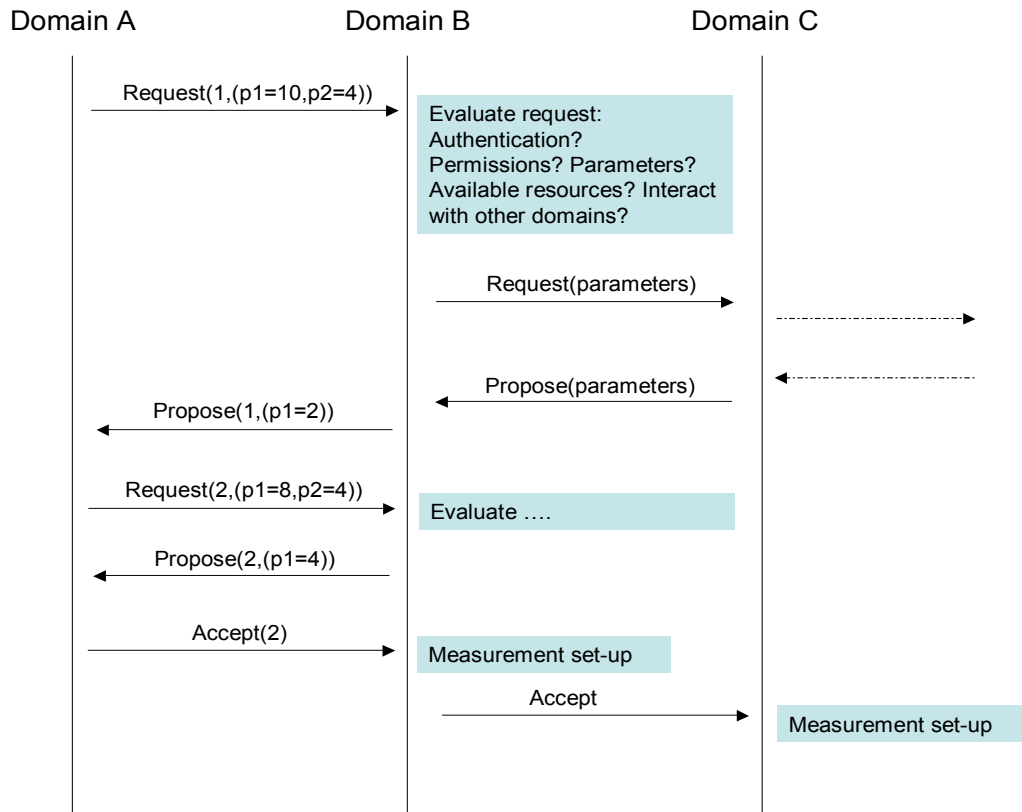 Domain A
Domain B
Domain C
Request(1,(p1=10,p2=4))
Evaluate request:
Authentication?
Permissions? Parameters?
Available resources? Interact
with other domains?
Request(parameters)
Propose(parameters)
Propose(1,(p1=2))
Request(2,(p1=8,p2=4))
Evaluate ....
Propose(2,(p1=4))
Accept(2)
Measurement set-up
Accept
Measurement set-up